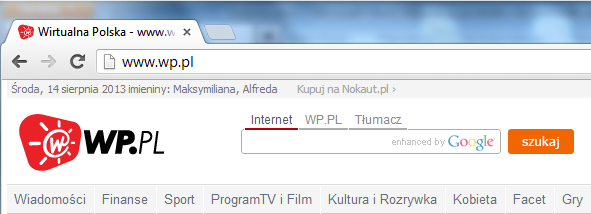 Wirtualna Polska - www.w
www.wp.pl
Środa, 14 sierpnia 2013 imieniny: Maksymiliana, Alfreda Kupuj na Nokaut.pl ›
Internet WP.PL Tłumacz
W WP.PL
enhanced by Google szukaj
Wiadomości Finanse Sport ProgramTV i Film Kultura i Rozrywka Kobieta Facet Gry